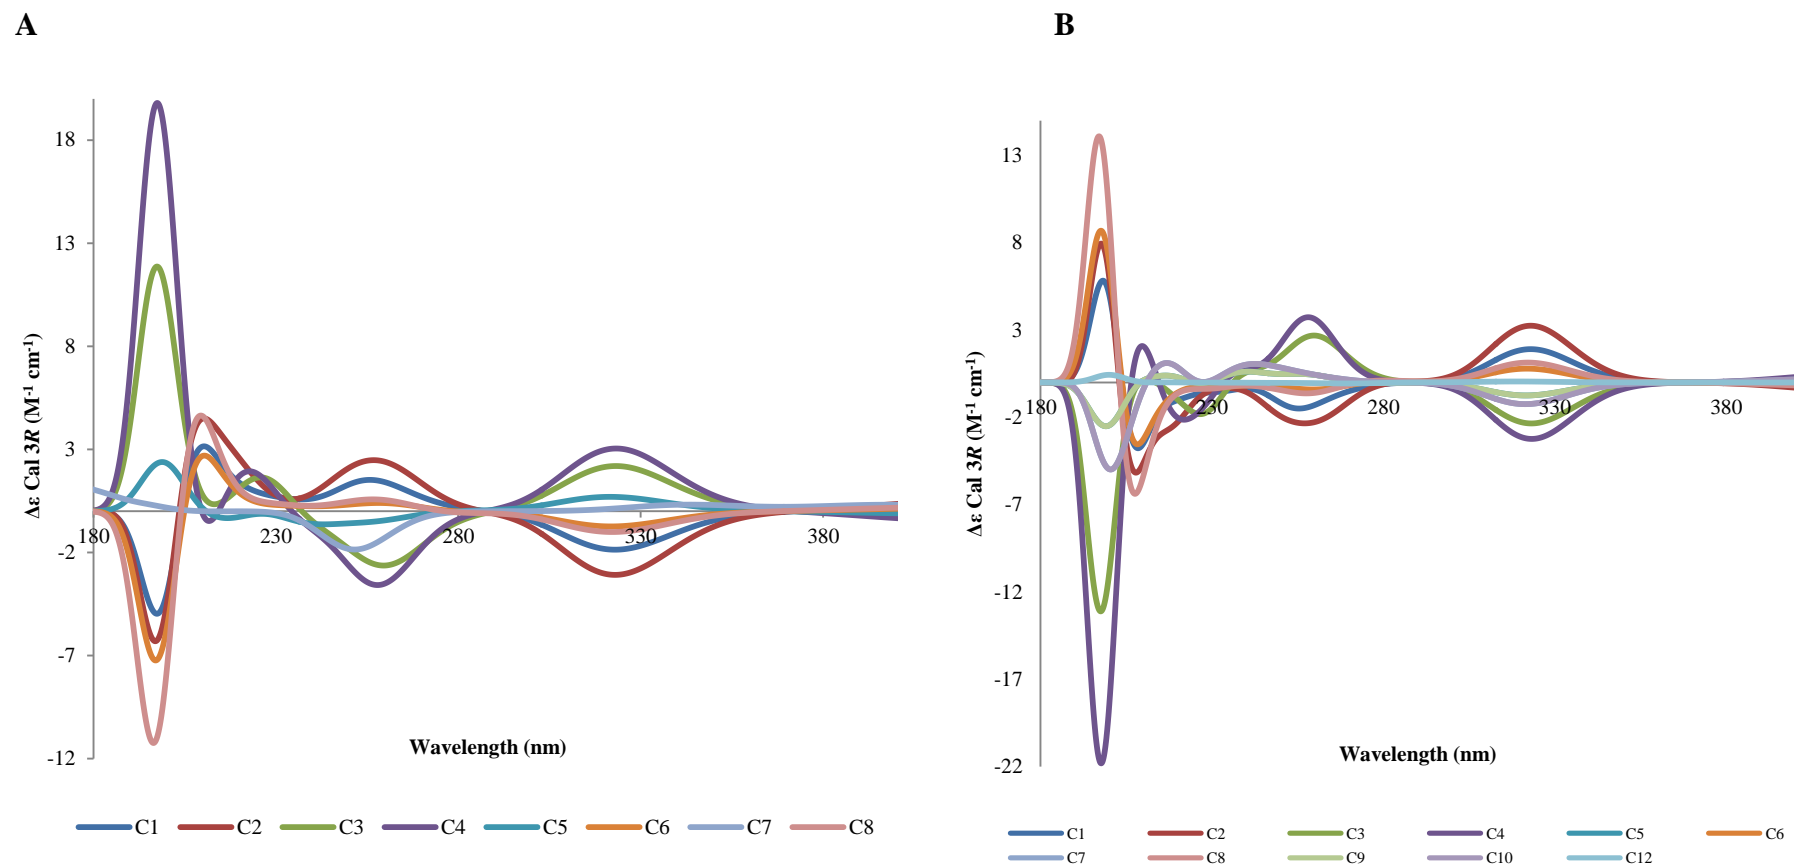 A
B
18
13
8
3
-2
-7
-12
180
230
280
330
380
Δε Cal 3R (M-1 cm-1)
Wavelength (nm)
C1 C2 C3 C4 C5 C6 C7 C8
13
8
3
-2
-7
-12
-17
-22
180
230
280
330
380
Δε Cal 3R (M-1 cm-1)
Wavelength (nm)
C1 C2 C3 C4 C5 C6
C7 C8 C9 C10 C12